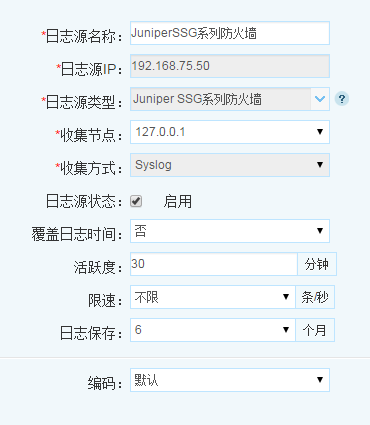 *日志源名称：JuniperSSG系列防火墙
*日志源IP：192.168.75.50
*日志源类型：Juniper SSG系列防火墙 ?
*收集节点：127.0.0.1
*收集方式：Syslog
日志源状态：启用
覆盖日志时间：否
活跃度：30 分钟
限速：不限 条/秒
日志保存：6 个月
编码：默认